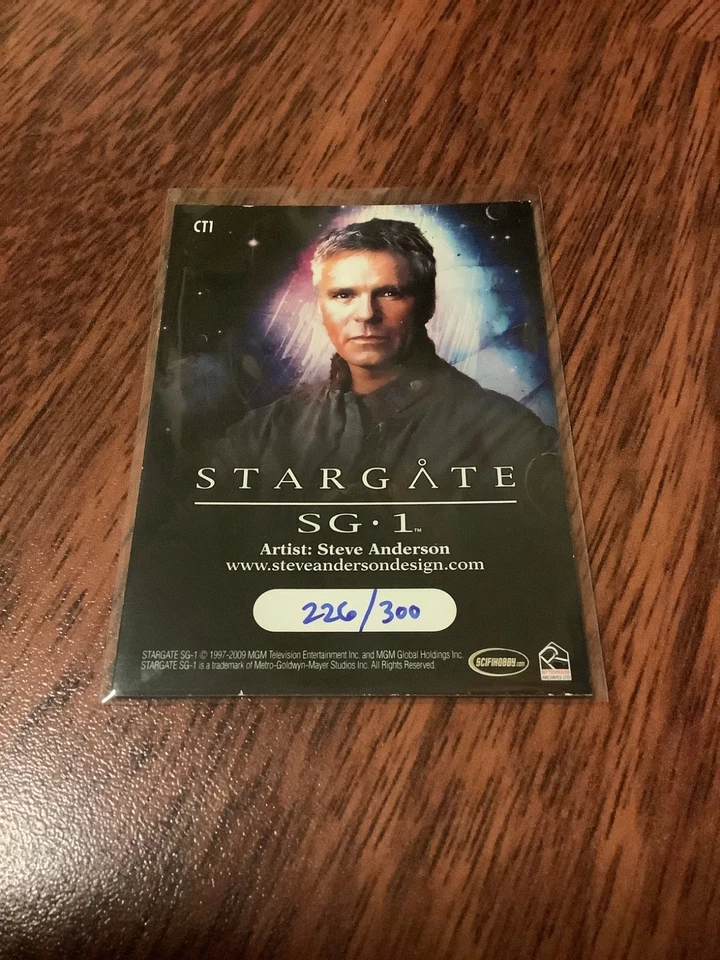 CT1
STARGATE
SG·1™
Artist: Steve Anderson
www.steveandersondesign.com
226/300
STARGATE SG-1 © 1997-2009 MGM Television Entertainment Inc. and MGM Global Holdings Inc.
STARGATE SG-1 is a trademark of Metro-Goldwyn-Mayer Studios Inc. All Rights Reserved.
SCIFIHOBBY.com